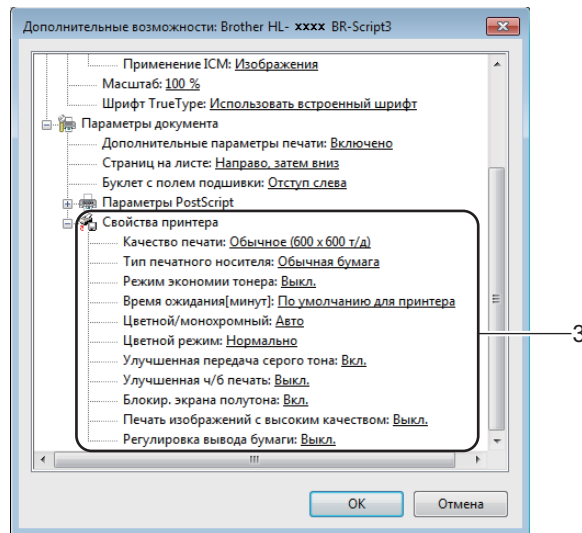 Дополнительные возможности: Brother HL- xxxx BR-Script3
Применение ICM: Изображения
Масштаб: 100 %
Шрифт TrueType: Использовать встроенный шрифт
Параметры документа
Дополнительные параметры печати: Включено
Страниц на листе: Направо, затем вниз
Буклет с полем подшивки: Отступ слева
Параметры PostScript
Свойства принтера
Качество печати: Обычное (600 x 600 т/д)
Тип печатного носителя: Обычная бумага
Режим экономии тонера: Выкл.
Время ожидания[минут]: По умолчанию для принтера
Цветной/монохромный: Авто
Цветной режим: Нормально
Улучшенная передача серого тона: Вкл.
Улучшенная ч/б печать: Выкл.
Блокир. экрана полутона: Вкл.
Печать изображений с высоким качеством: Выкл.
Регулировка вывода бумаги: Выкл.
3
OK
Отмена